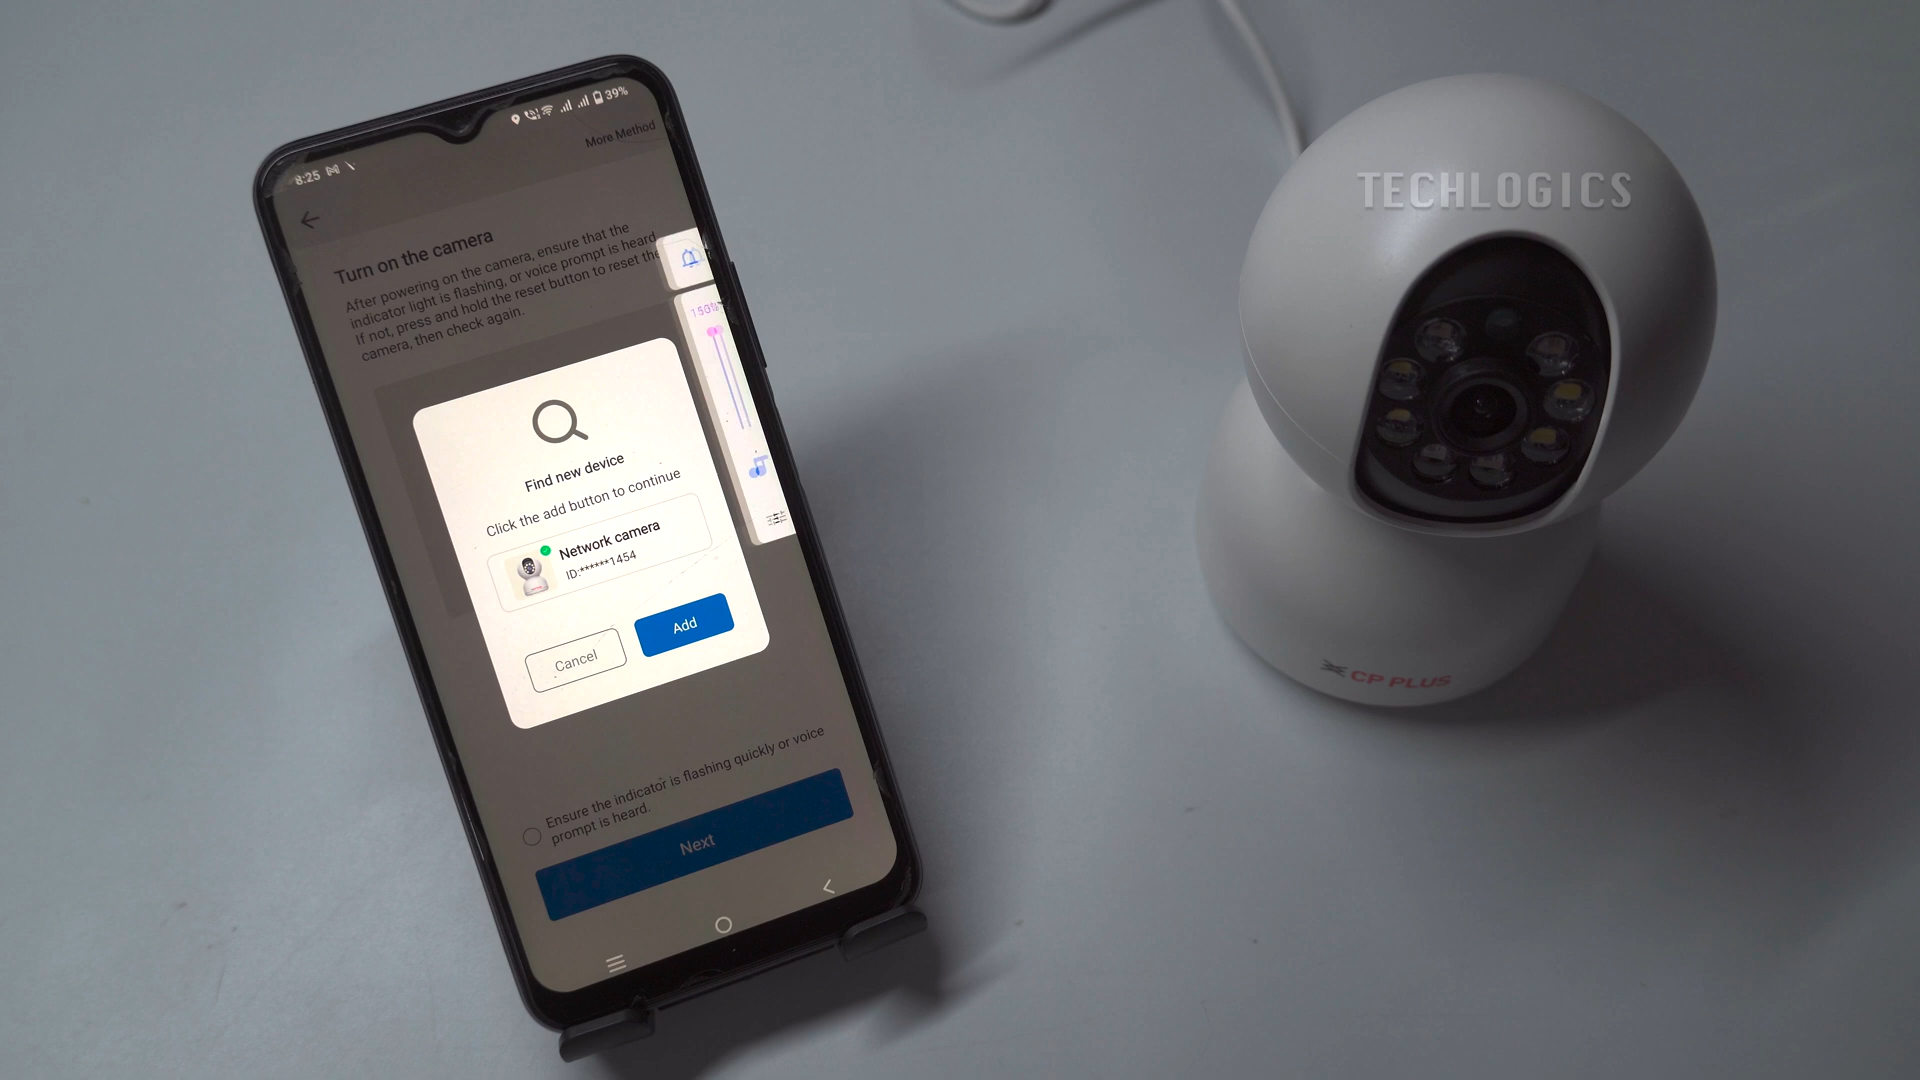 8:25
39%
More Method
Turn on the camera
After powering on the camera, ensure that the
indicator light is flashing, or voice prompt is heard.
If not, press and hold the reset button to reset the
camera, then check again.
150%
Find new device
Click the add button to continue
Network camera
ID:******1454
Cancel
Add
Ensure the indicator is flashing quickly or voice
prompt is heard.
Next
TECHLOGICS
CP PLUS